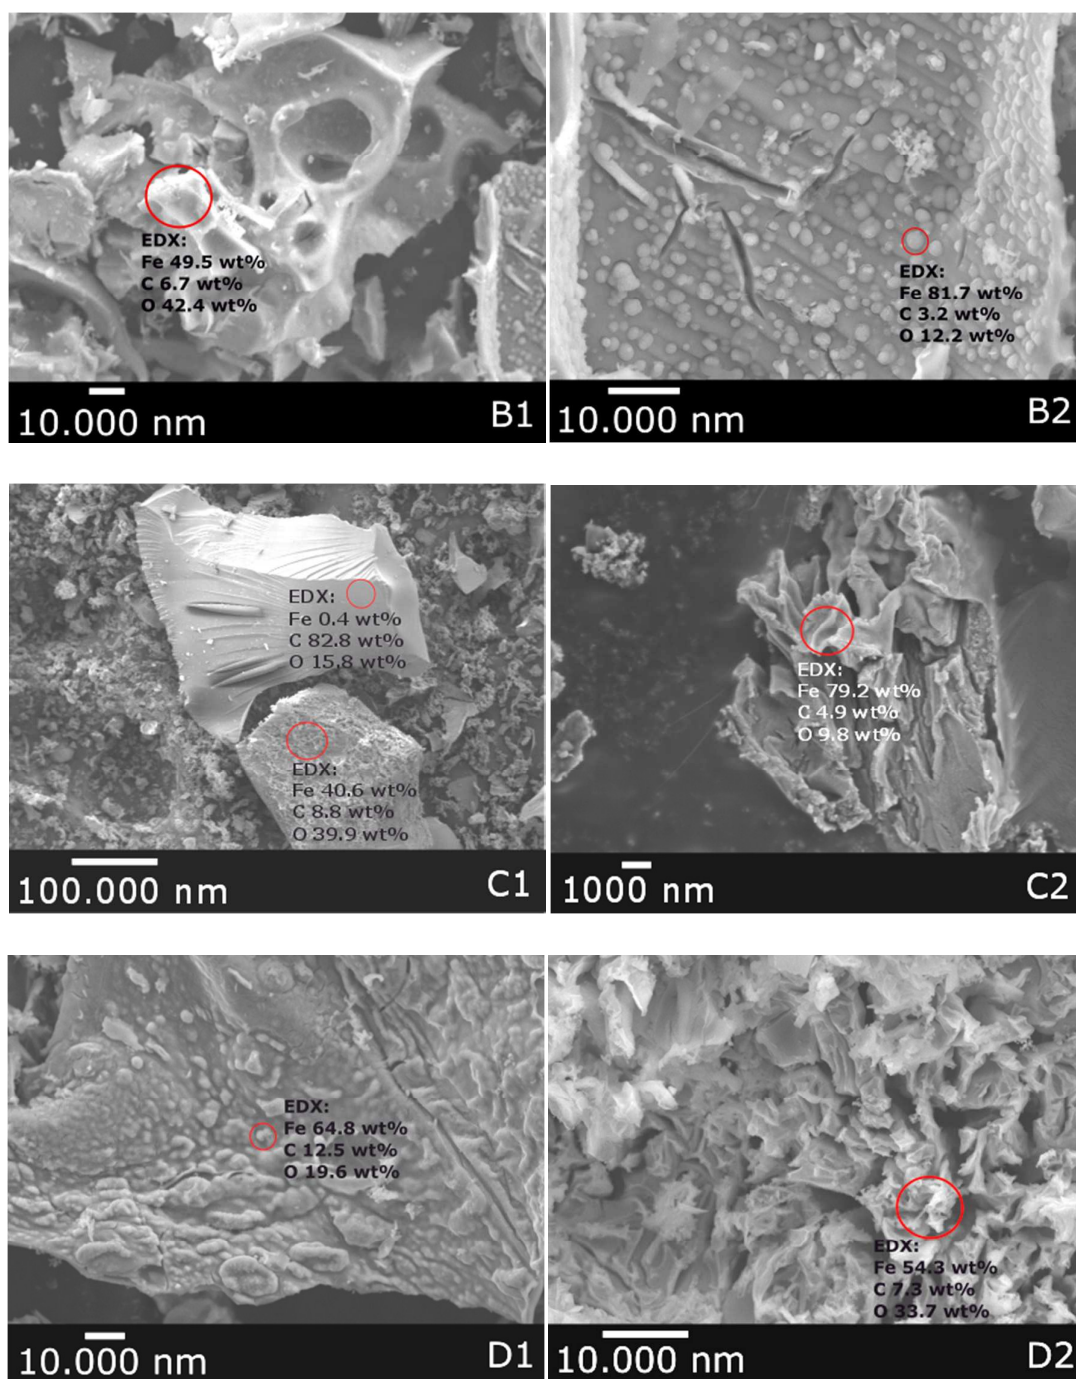 EDX:
Fe 49.5 wt%
C 6.7 wt%
O 42.4 wt%
10.000 nm
B1
EDX:
Fe 81.7 wt%
C 3.2 wt%
O 12.2 wt%
10.000 nm
B2
EDX:
Fe 0.4 wt%
C 82.8 wt%
O 15,8 wt%
EDX:
Fe 40.6 wt%
C 8.8 wt%
O 39.9 wt%
100.000 nm
C1
EDX:
Fe 79.2 wt%
C 4.9 wt%
O 9.8 wt%
1000 nm
C2
EDX:
Fe 64.8 wt%
C 12.5 wt%
O 19.6 wt%
10.000 nm
D1
EDX:
Fe 54.3 wt%
C 7.3 wt%
O 33.7 wt%
10.000 nm
D2